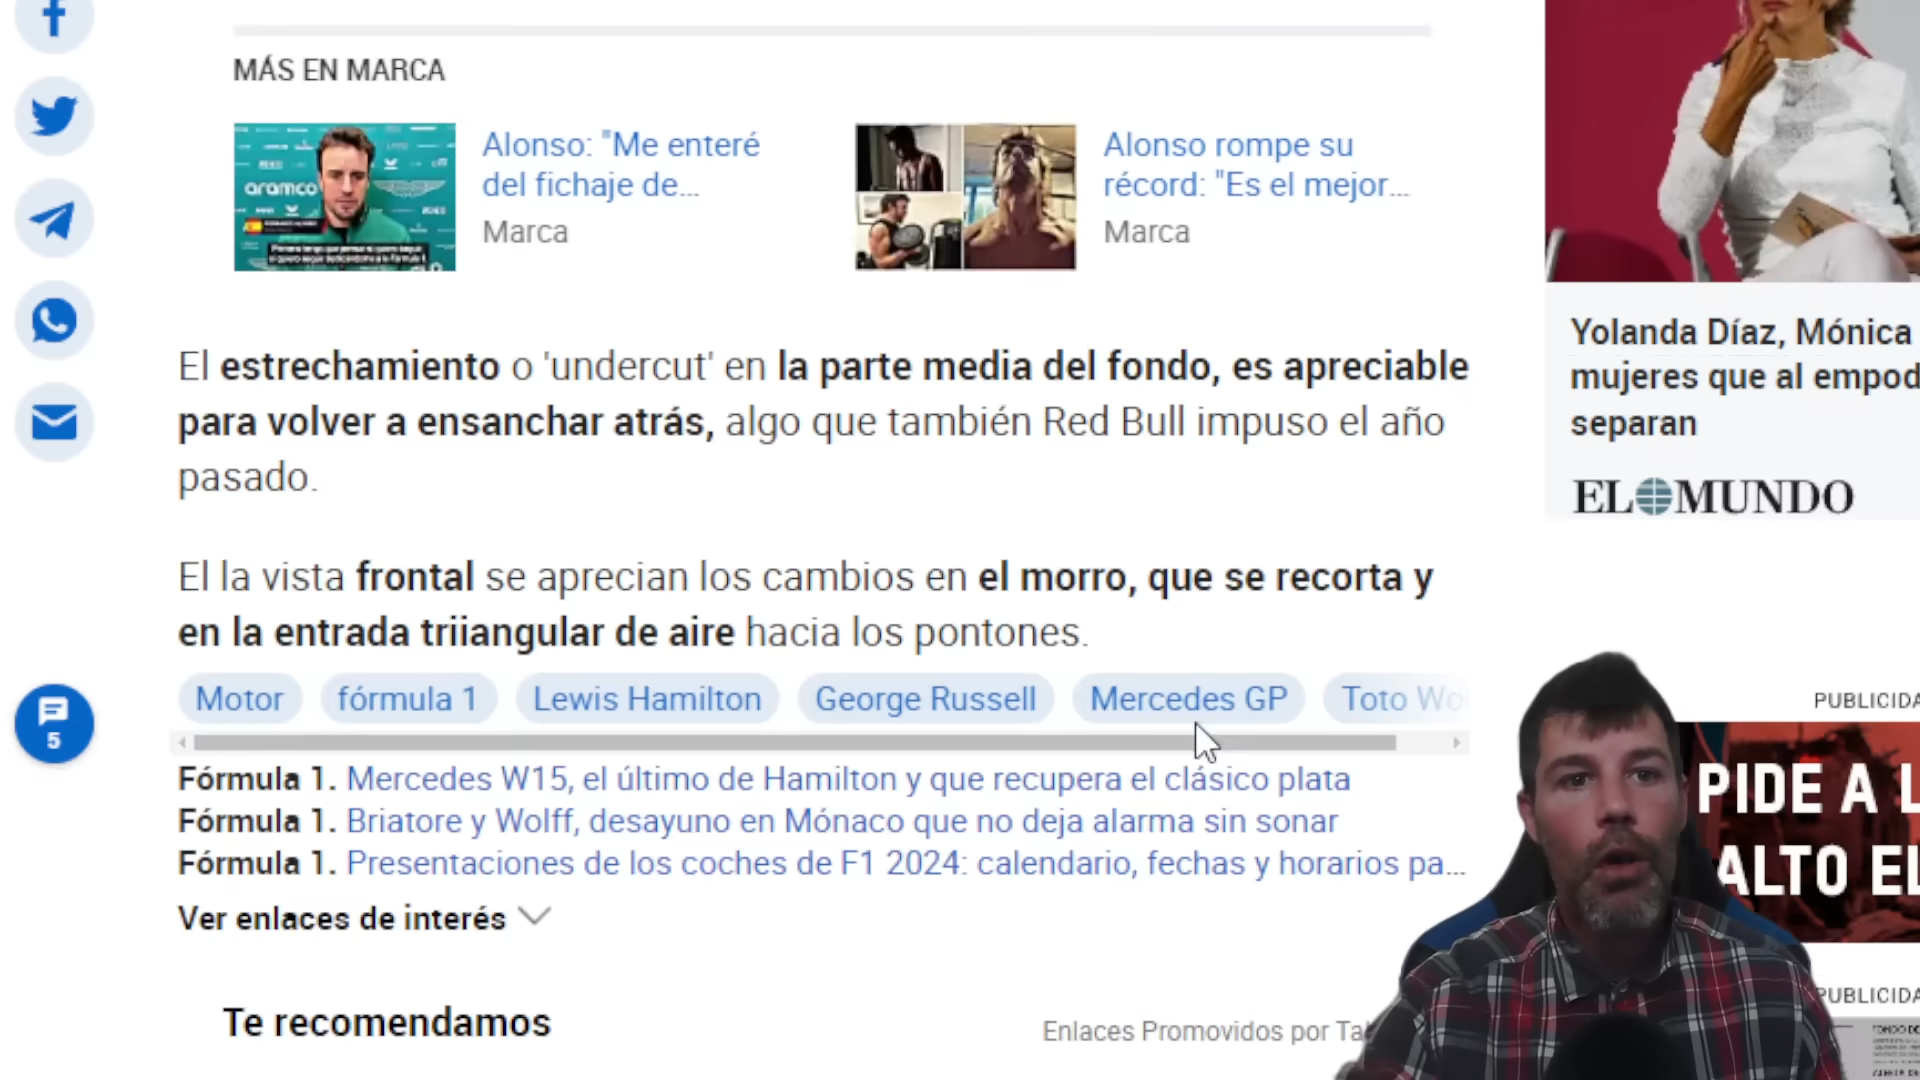 MÁS EN MARCA
aramco
Alonso: "Me enteré
del fichaje de...
Marca
Alonso rompe su
récord: "Es el mejor...
Marca
El estrechamiento o 'undercut' en la parte media del fondo, es apreciable
para volver a ensanchar atrás, algo que también Red Bull impuso el año
pasado.
El la vista frontal se aprecian los cambios en el morro, que se recorta y
en la entrada triiangular de aire hacia los pontones.
Motor fórmula 1 Lewis Hamilton George Russell Mercedes GP Toto Wo
5
Fórmula 1. Mercedes W15, el último de Hamilton y que recupera el clásico plata
Fórmula 1. Briatore y Wolff, desayuno en Mónaco que no deja alarma sin sonar
Fórmula 1. Presentaciones de los coches de F1 2024: calendario, fechas y horarios pa...
Ver enlaces de interés
Te recomendamos
Enlaces Promovidos por Ta
Yolanda Díaz, Mónica
mujeres que al empod
separan
EL MUNDO
PUBLICIDA
PIDE A L
ALTO EL
PUBLICIDA